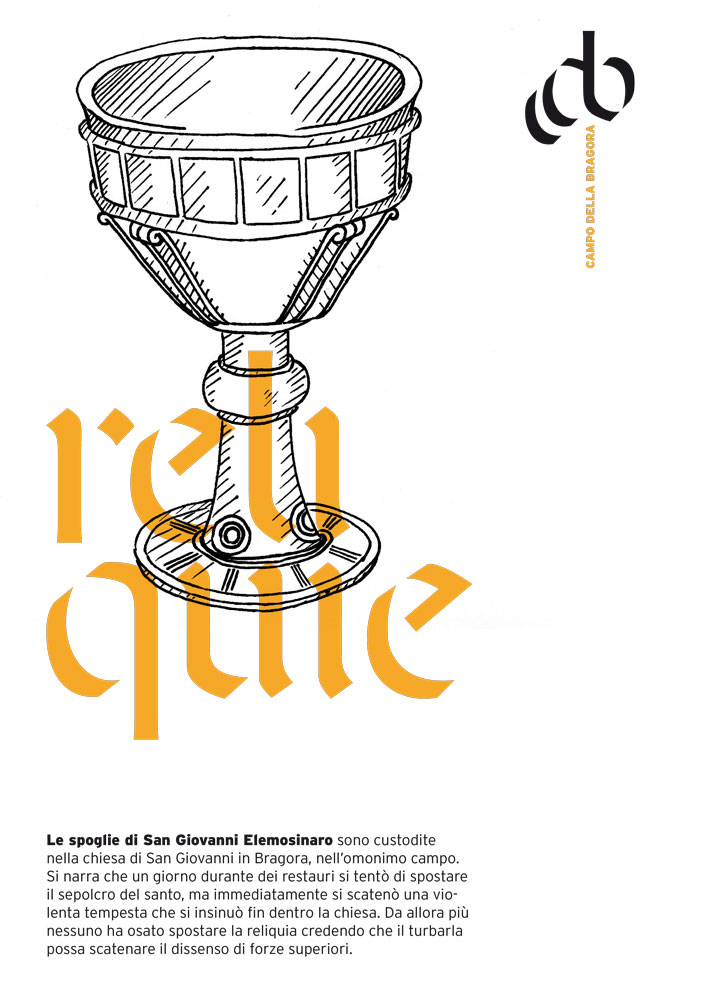 cdb
CAMPO DELLA BRAGORA
reli
quie
Le spoglie di San Giovanni Elemosinaro sono custodite
nella chiesa di San Giovanni in Bragora, nell'omonimo campo.
Si narra che un giorno durante dei restauri si tentò di spostare
il sepolcro del santo, ma immediatamente si scatenò una vio-
lenta tempesta che si insinuò fin dentro la chiesa. Da allora più
nessuno ha osato spostare la reliquia credendo che il turbarla
possa scatenare il dissenso di forze superiori.